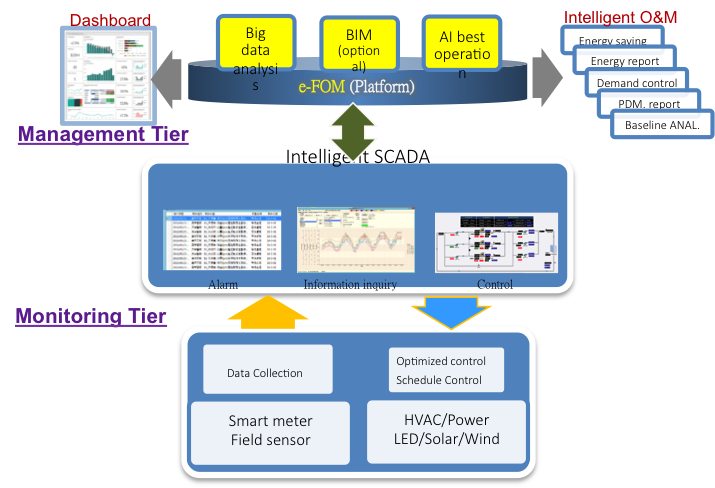 Dashboard
Intelligent O&M
Big
data
analysi
s
BIM
(option
al)
AI best
operatio
n
e-FOM (Platform)
Energy saving
Energy report
Demand control
PDM. report
Baseline ANAL.
Management Tier
Intelligent SCADA
Alarm
Information inquiry
Control
Monitoring Tier
Data Collection
Optimized control
Schedule Control
Smart meter
Field sensor
HVAC/Power
LED/Solar/Wind